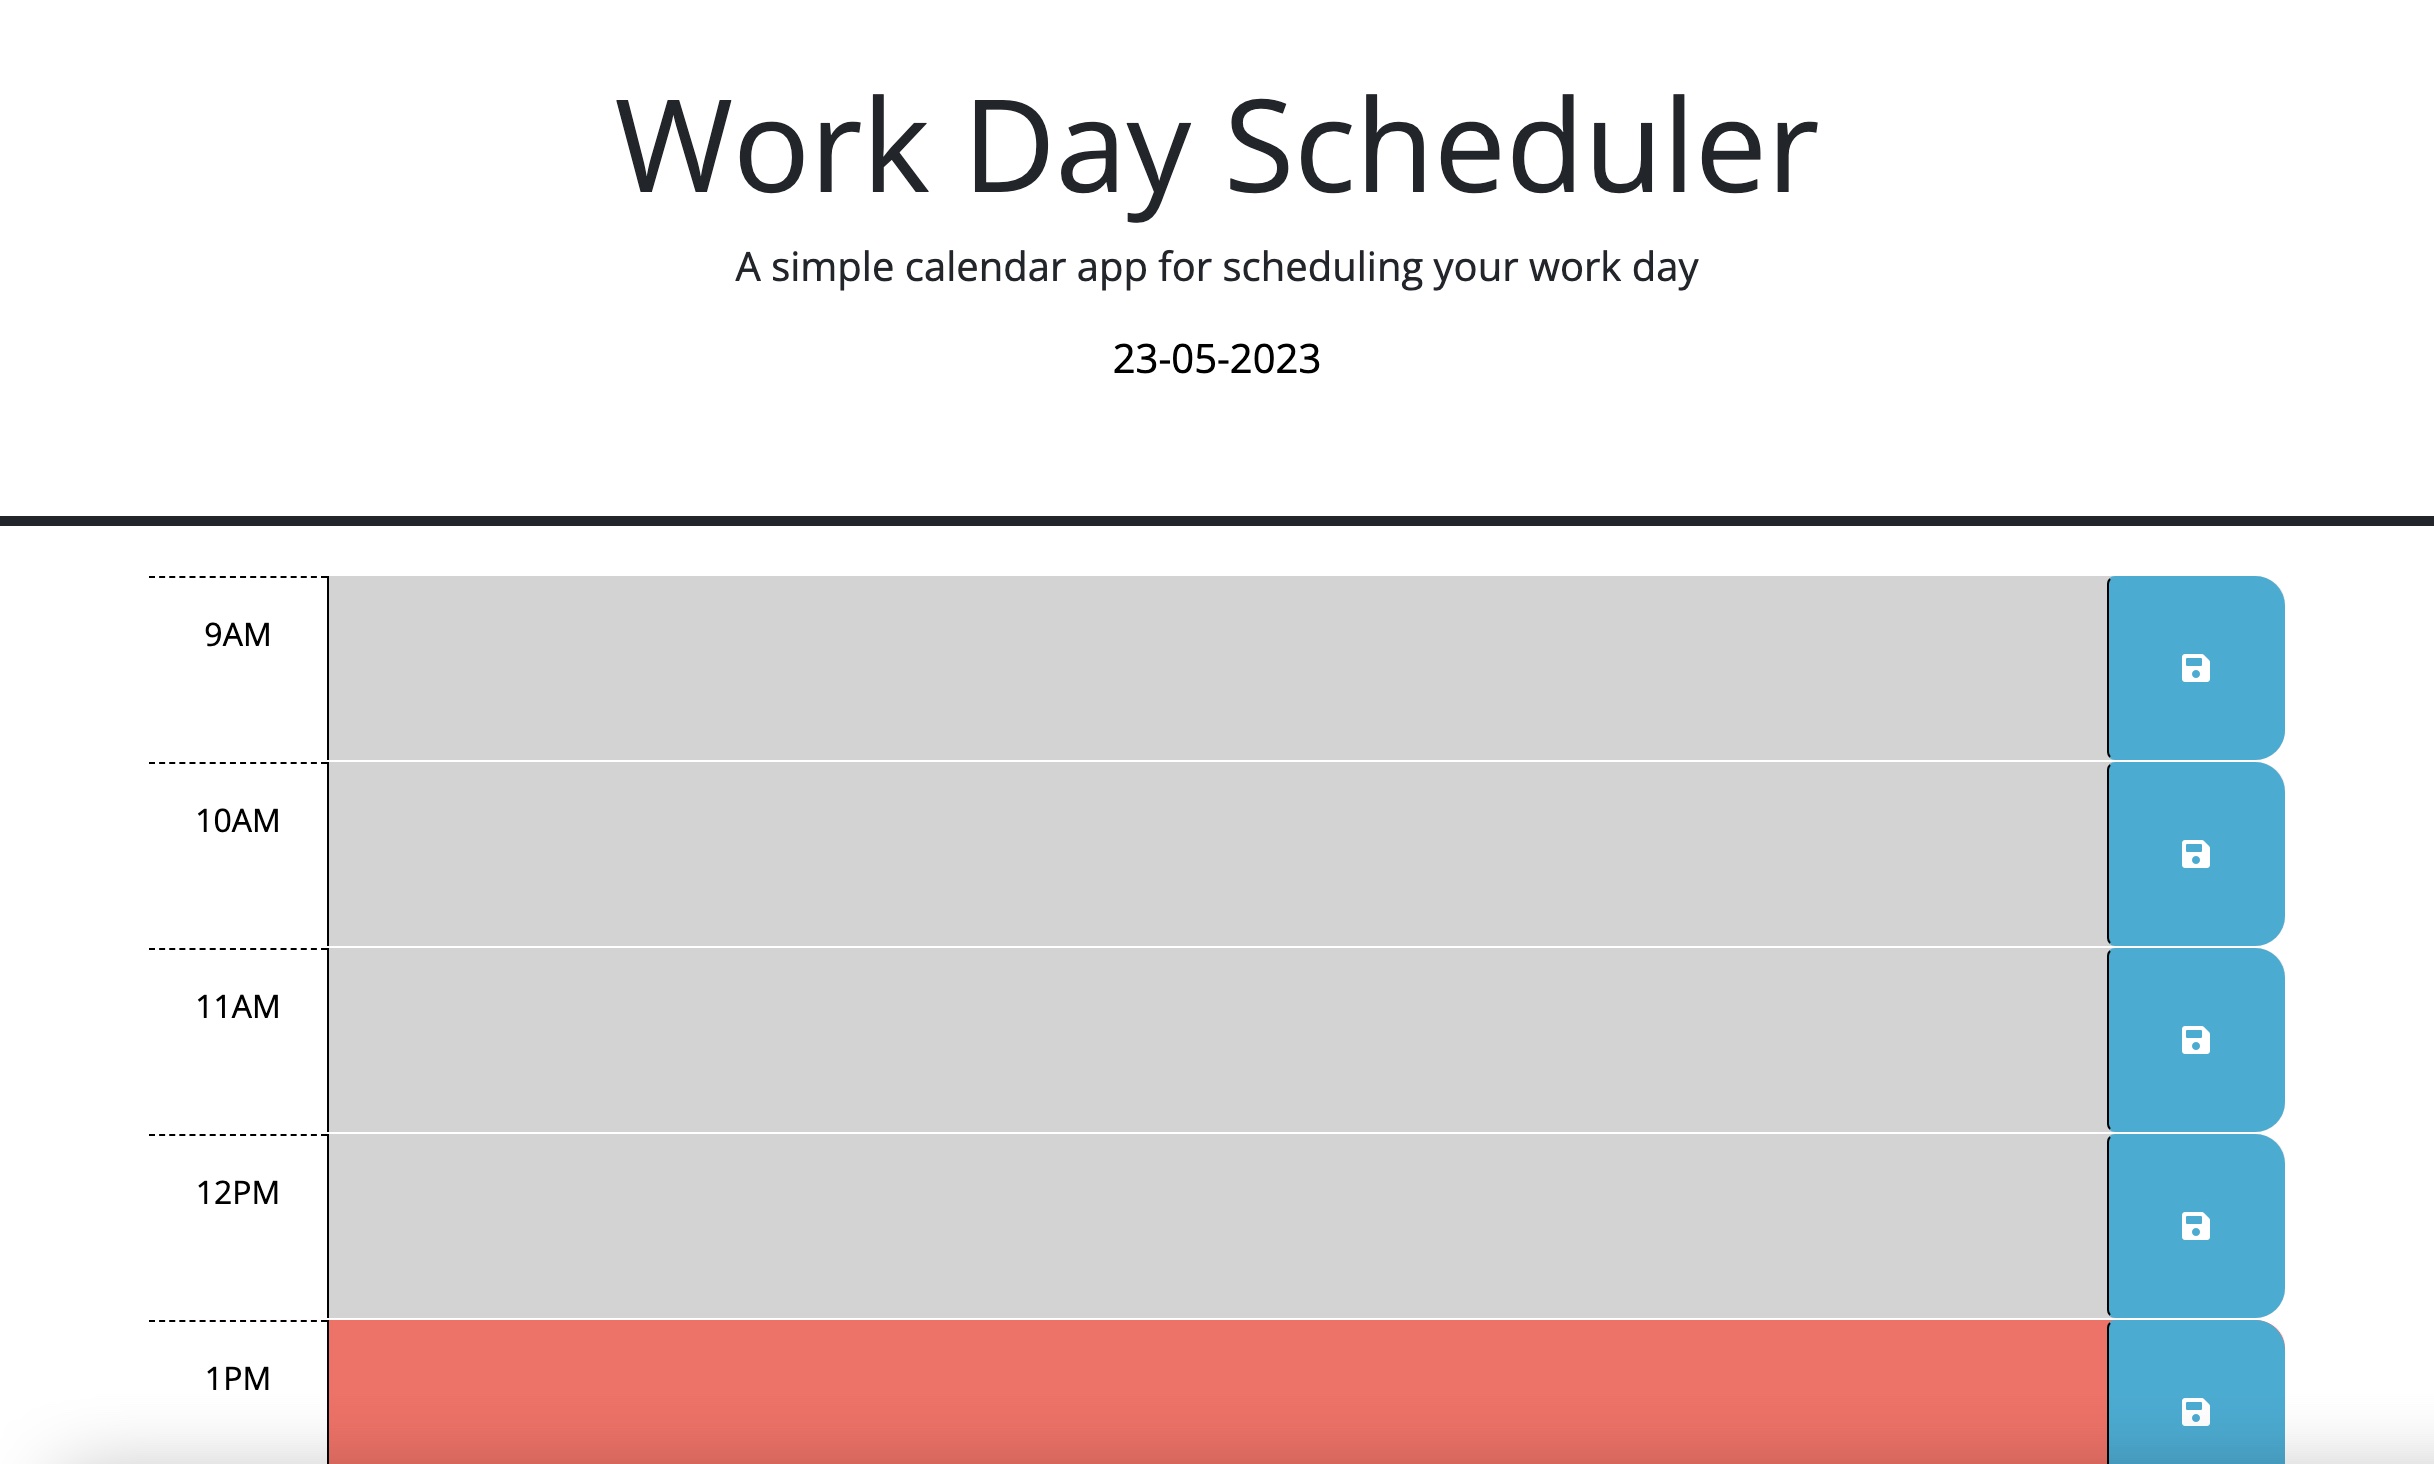 Work Day Scheduler
A simple calendar app for scheduling your work day
23-05-2023
9AM
10AM
11AM
12PM
1PM